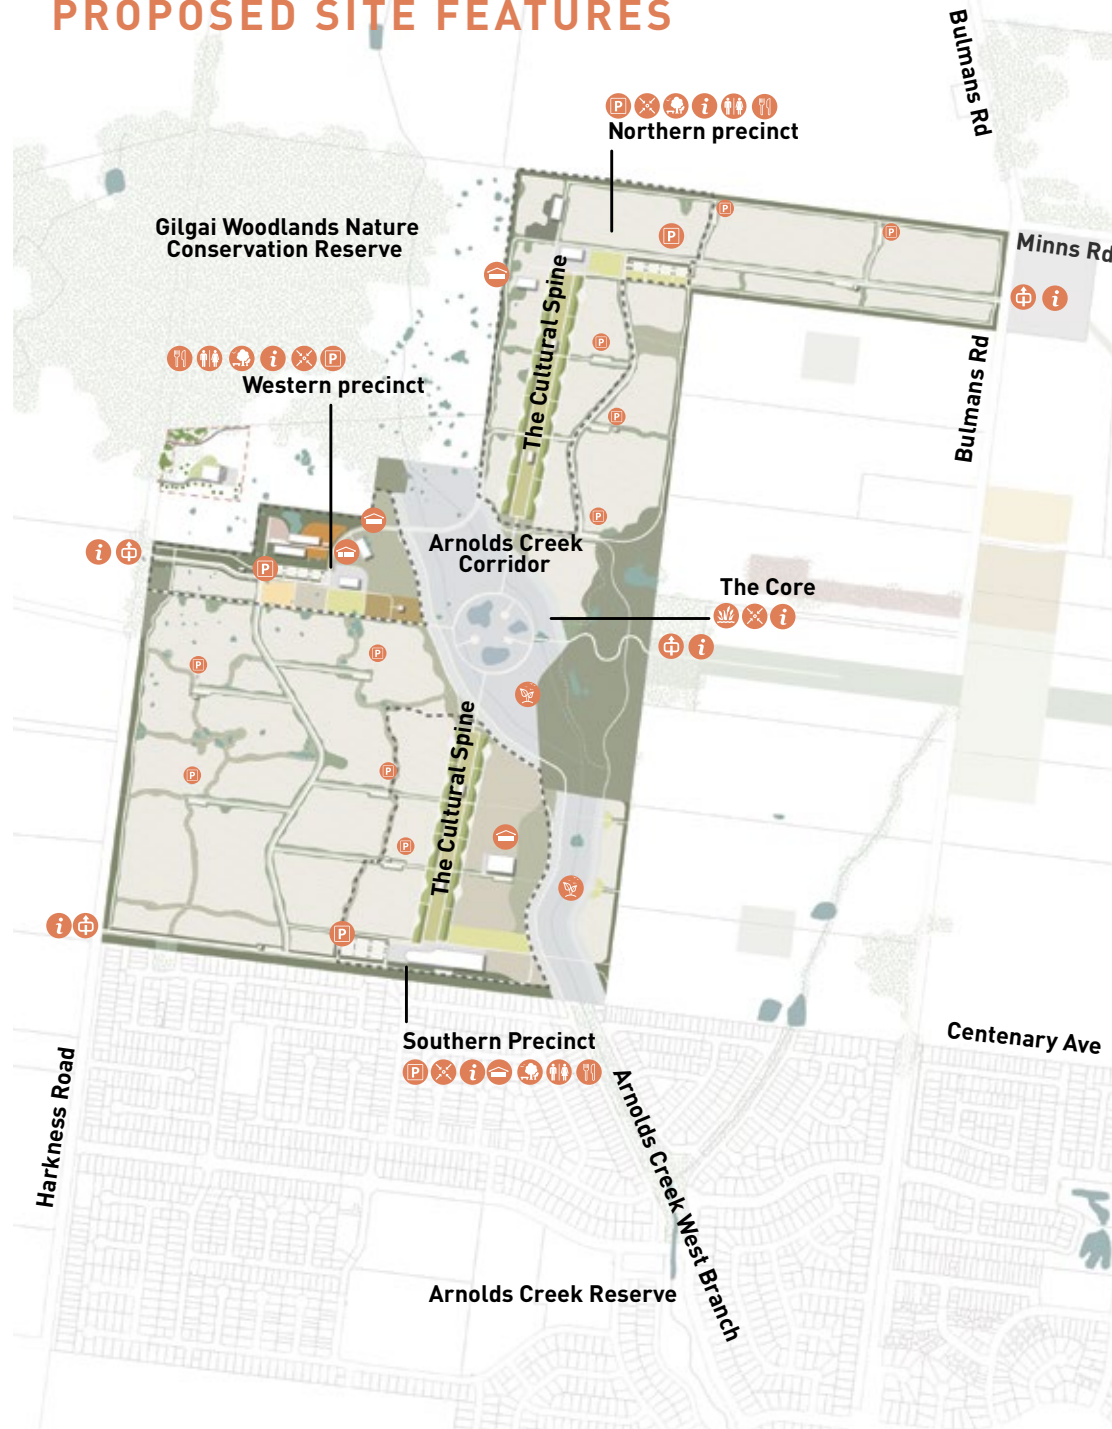 PROPOSED SITE FEATURES
Bulmans Rd
P i
Northern precinct
Gilgai Woodlands Nature
Conservation Reserve
P
P
P
Minns Rd
i
The Cultural Spine
P
i P
Western precinct
Bulmans Rd
P
P
Arnolds Creek
Corridor
i
P
The Core
i
i
P
P
The Cultural Spine
P
P
P
i
P
Southern Precinct
P i
Centenary Ave
Harkness Road
Arnolds Creek West Branch
Arnolds Creek Reserve